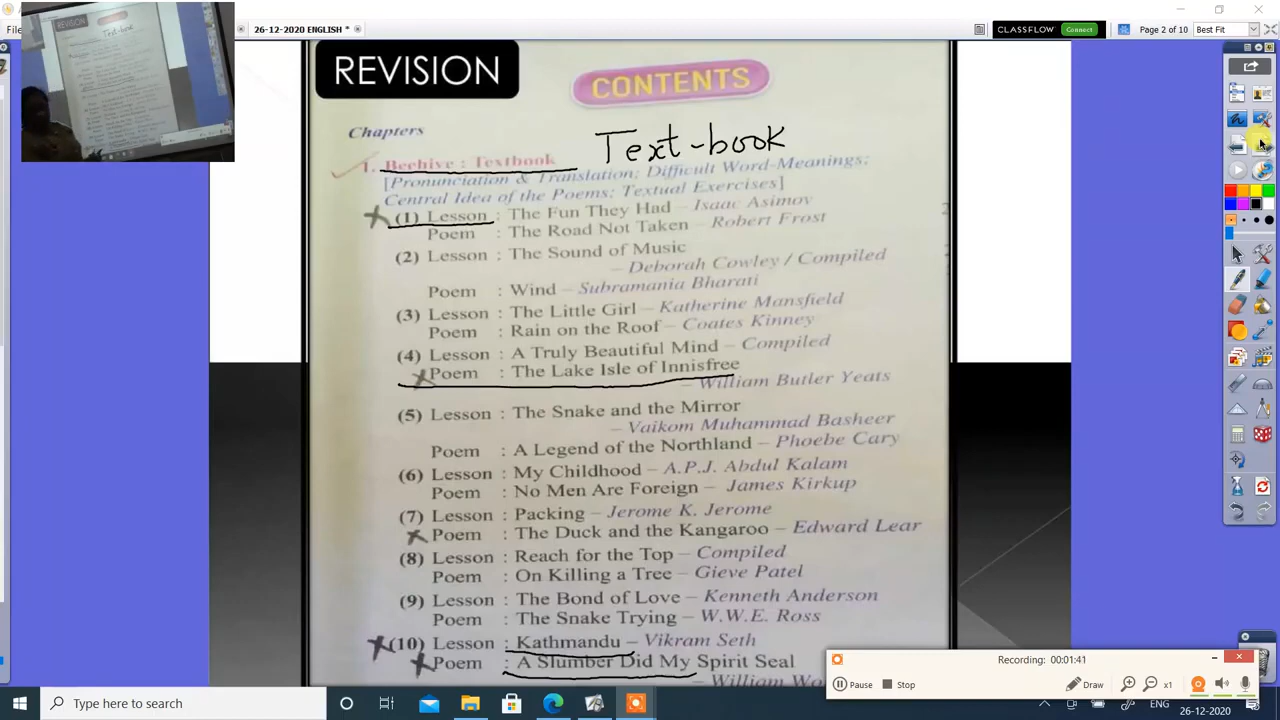 File
26-12-2020 ENGLISH *
CLASSFLOW Connect
Page 2 of 10
Best Fit
REVISION
CONTENTS
Text-book
Chapters
1. Beehive : Textbook
[Pronunciation & Translation; Difficult Word-Meanings;
Central Idea of the Poems; Textual Exercises]
(1) Lesson : The Fun They Had – Isaac Asimov
Poem : The Road Not Taken – Robert Frost
(2) Lesson : The Sound of Music
– Deborah Cowley / Compiled
Poem : Wind – Subramania Bharati
(3) Lesson : The Little Girl – Katherine Mansfield
Poem : Rain on the Roof – Coates Kinney
(4) Lesson : A Truly Beautiful Mind – Compiled
Poem : The Lake Isle of Innisfree
– William Butler Yeats
(5) Lesson : The Snake and the Mirror
– Vaikom Muhammad Basheer
Poem : A Legend of the Northland – Phoebe Cary
(6) Lesson : My Childhood – A.P.J. Abdul Kalam
Poem : No Men Are Foreign – James Kirkup
(7) Lesson : Packing – Jerome K. Jerome
Poem : The Duck and the Kangaroo – Edward Lear
(8) Lesson : Reach for the Top – Compiled
Poem : On Killing a Tree – Gieve Patel
(9) Lesson : The Bond of Love – Kenneth Anderson
Poem : The Snake Trying – W.W.E. Ross
(10) Lesson : Kathmandu – Vikram Seth
Poem : A Slumber Did My Spirit Seal
– William
Recording: 00:01:41
Pause Stop Draw x1
Type here to search
ENG
26-12-2020